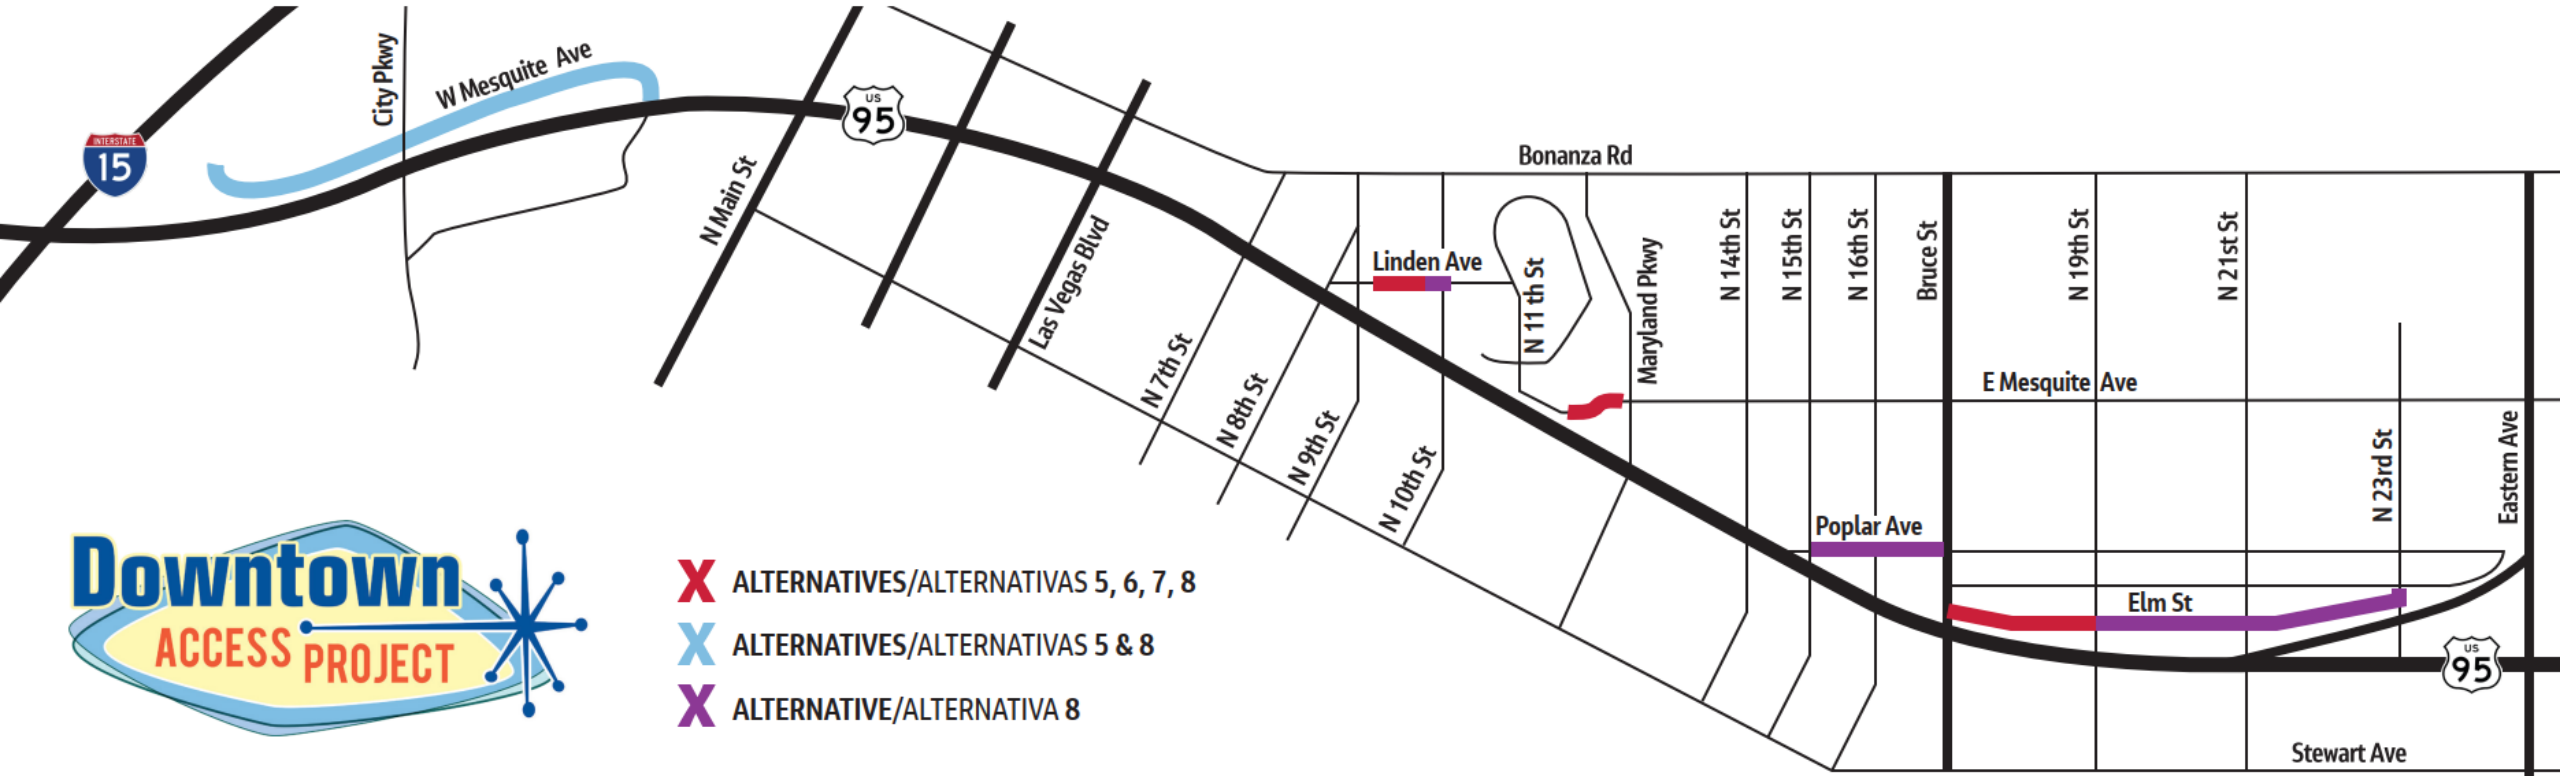 City Pkwy
W Mesquite Ave
INTERSTATE
15
US
95
N Main St
Las Vegas Blvd
Bonanza Rd
Linden Ave
N 7th St
N 8th St
N 9th St
N 10th St
N 11 th St
Maryland Pkwy
N 14th St
N 15th St
N 16th St
Bruce St
N 19th St
N 21st St
E Mesquite Ave
N 23rd St
Eastern Ave
Poplar Ave
Elm St
US
95
Stewart Ave
Downtown
ACCESS PROJECT
X ALTERNATIVES/ALTERNATIVAS 5, 6, 7, 8
X ALTERNATIVES/ALTERNATIVAS 5 & 8
X ALTERNATIVE/ALTERNATIVA 8